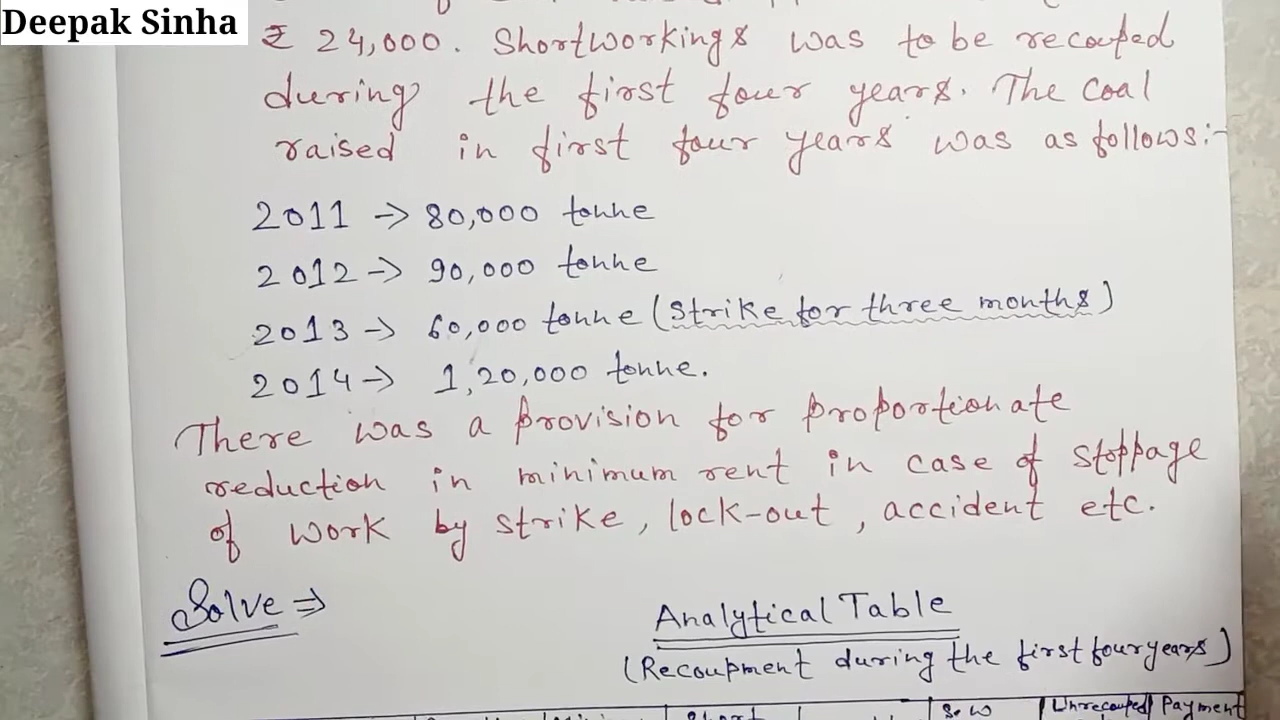 Deepak Sinha
₹ 24,000. Shortworkings was to be recouped
during the first four years. The coal
raised in first four years was as follows:-
2011 -> 80,000 tonne
2012 -> 90,000 tonne
2013 -> 60,000 tonne (Strike for three months)
2014 -> 1,20,000 tonne.
There was a provision for proportionate
reduction in minimum rent in case of stoppage
of work by strike, lock-out, accident etc.
Solve ⇒
Analytical Table
(Recoupment during the first four years)
S.W Unrecouped Payment